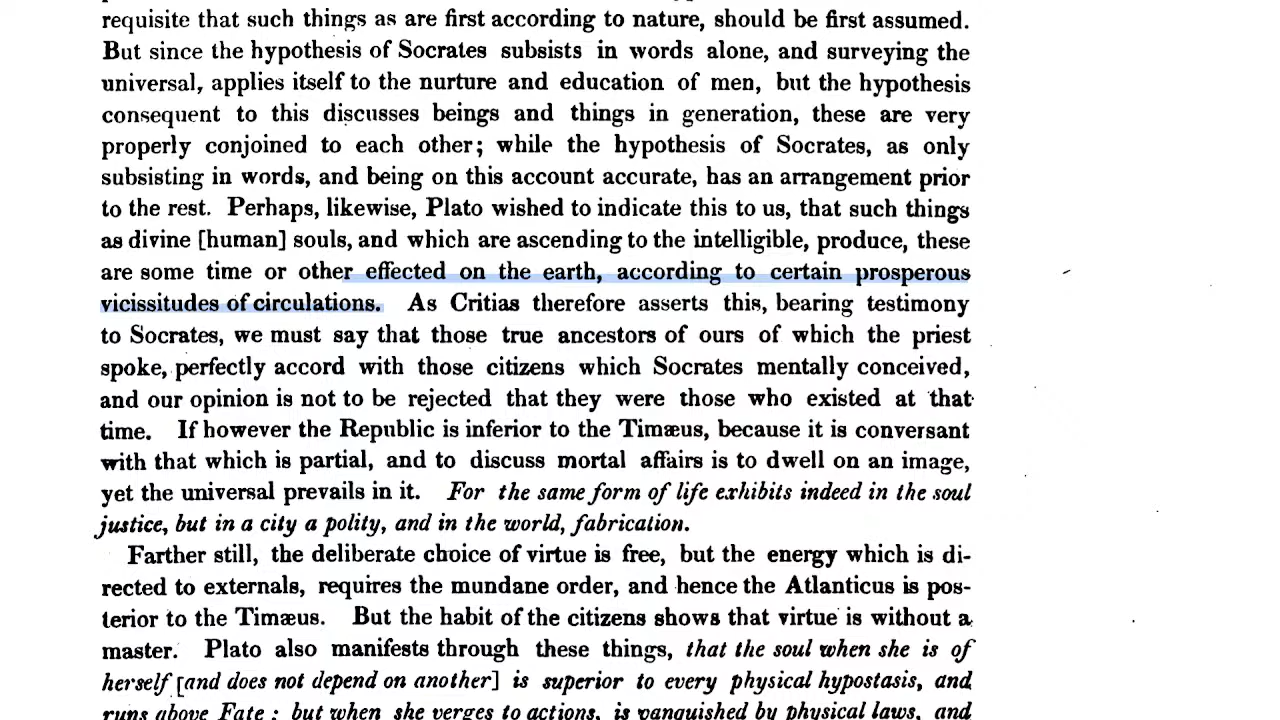 requisite that such things as are first according to nature, should be first assumed.
But since the hypothesis of Socrates subsists in words alone, and surveying the
universal, applies itself to the nurture and education of men, but the hypothesis
consequent to this discusses beings and things in generation, these are very
properly conjoined to each other; while the hypothesis of Socrates, as only
subsisting in words, and being on this account accurate, has an arrangement prior
to the rest. Perhaps, likewise, Plato wished to indicate this to us, that such things
as divine [human] souls, and which are ascending to the intelligible, produce, these
are some time or other effected on the earth, according to certain prosperous
vicissitudes of circulations. As Critias therefore asserts this, bearing testimony
to Socrates, we must say that those true ancestors of ours of which the priest
spoke, perfectly accord with those citizens which Socrates mentally conceived,
and our opinion is not to be rejected that they were those who existed at that
time. If however the Republic is inferior to the Timæus, because it is conversant
with that which is partial, and to discuss mortal affairs is to dwell on an image,
yet the universal prevails in it. For the same form of life exhibits indeed in the soul
justice, but in a city a polity, and in the world, fabrication.
Farther still, the deliberate choice of virtue is free, but the energy which is di-
rected to externals, requires the mundane order, and hence the Atlanticus is pos-
terior to the Timæus. But the habit of the citizens shows that virtue is without a
master. Plato also manifests through these things, that the soul when she is of
herself [and does not depend on another] is superior to every physical hypostasis, and
runs above Fate; but when she verges to actions, is vanquished by physical laws, and